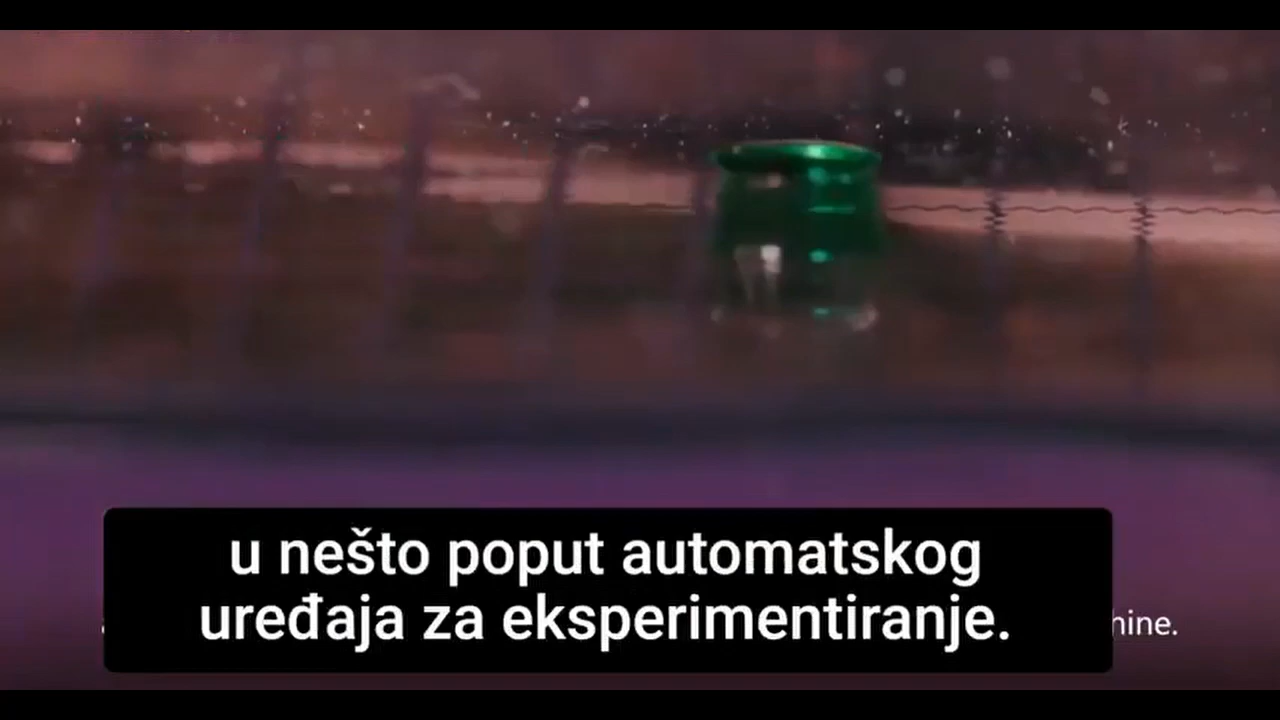 u nešto poput automatskog
uređaja za eksperimentiranje.